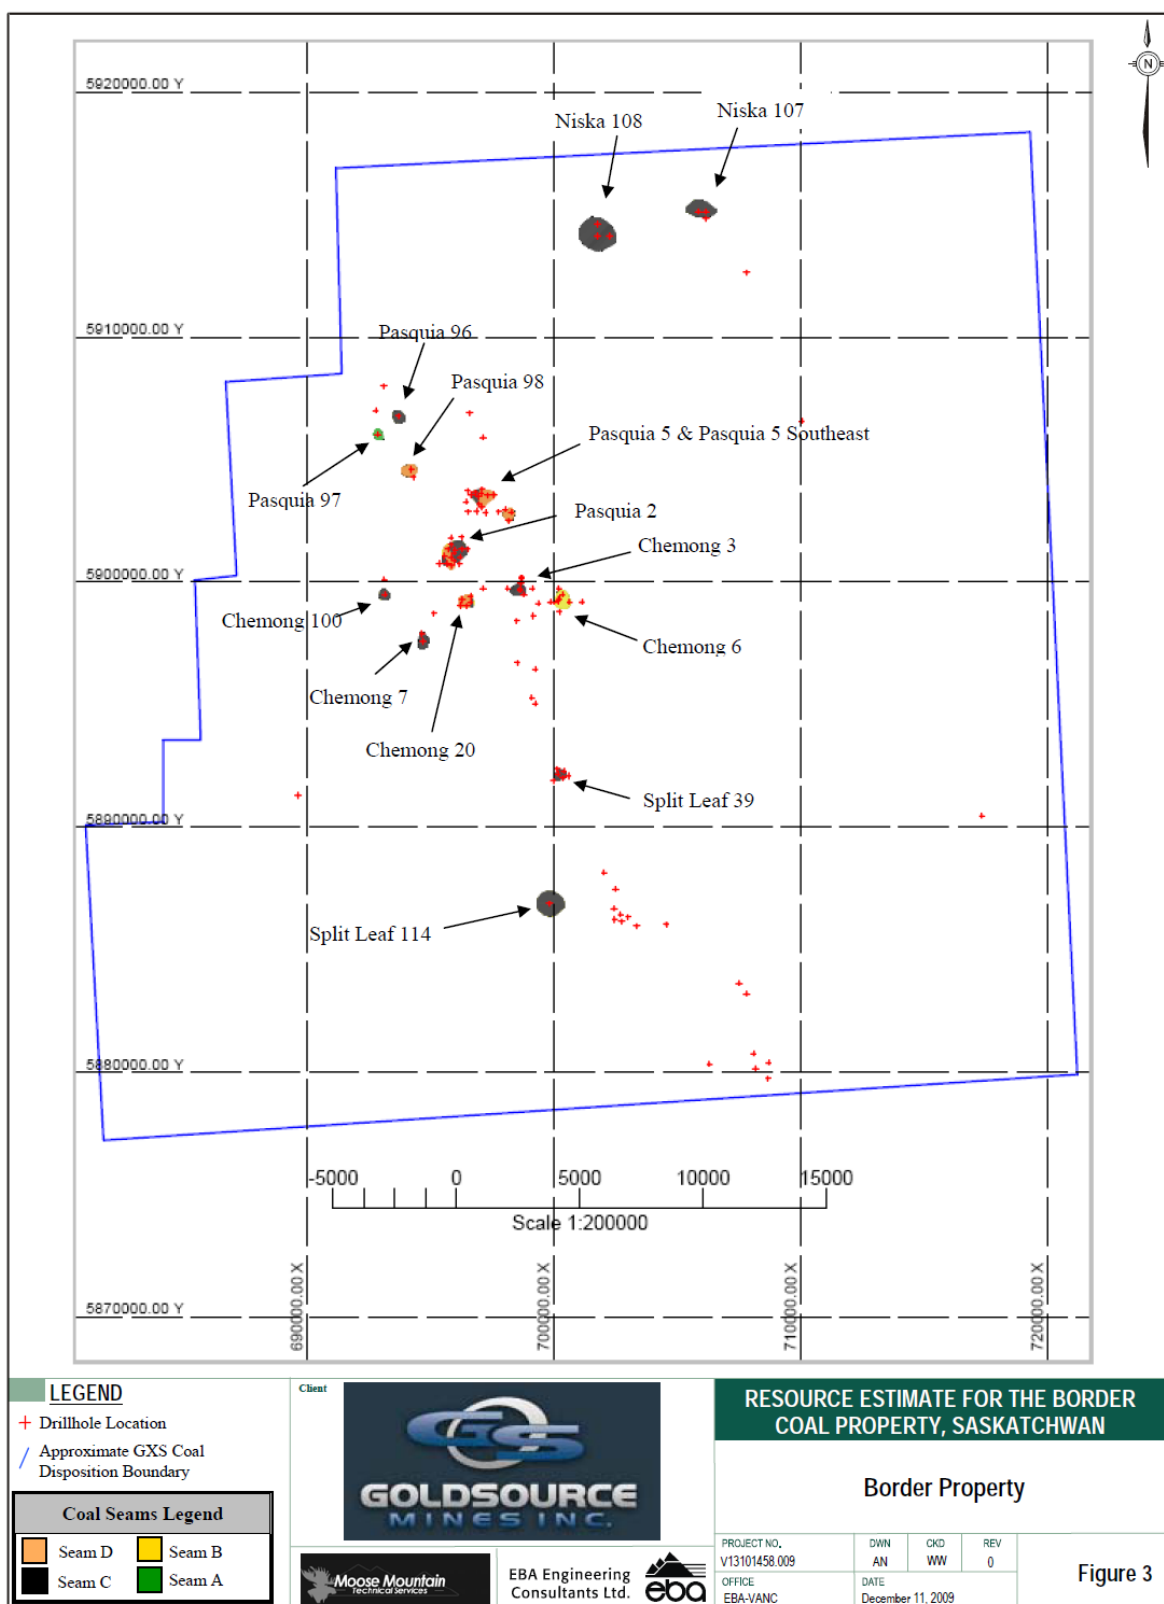 N
5920000.00 Y
Niska 108
Niska 107
5910000.00 Y
Pasquia 96
Pasquia 98
Pasquia 5 & Pasquia 5 Southeast
Pasquia 97
Pasquia 2
Chemong 3
5900000.00 Y
Chemong 100
Chemong 6
Chemong 7
Chemong 20
Split Leaf 39
5890000.00 Y
Split Leaf 114
5880000.00 Y
-5000 0 5000 10000 15000
Scale 1:200000
690000.00 X
700000.00 X
710000.00 X
720000.00 X
5870000.00 Y
LEGEND
Drillhole Location
Approximate GXS Coal
Disposition Boundary
Coal Seams Legend
Seam D Seam B
Seam C Seam A
Client
GS
GOLDSOURCE
MINES INC.
Moose Mountain
Technical Services
EBA Engineering
Consultants Ltd.
eba
RESOURCE ESTIMATE FOR THE BORDER
COAL PROPERTY, SASKATCHWAN
Border Property
PROJECT NO. DWN CKD REV
V13101458.009 AN WW 0
OFFICE DATE
EBA-VANC December 11, 2009
Figure 3